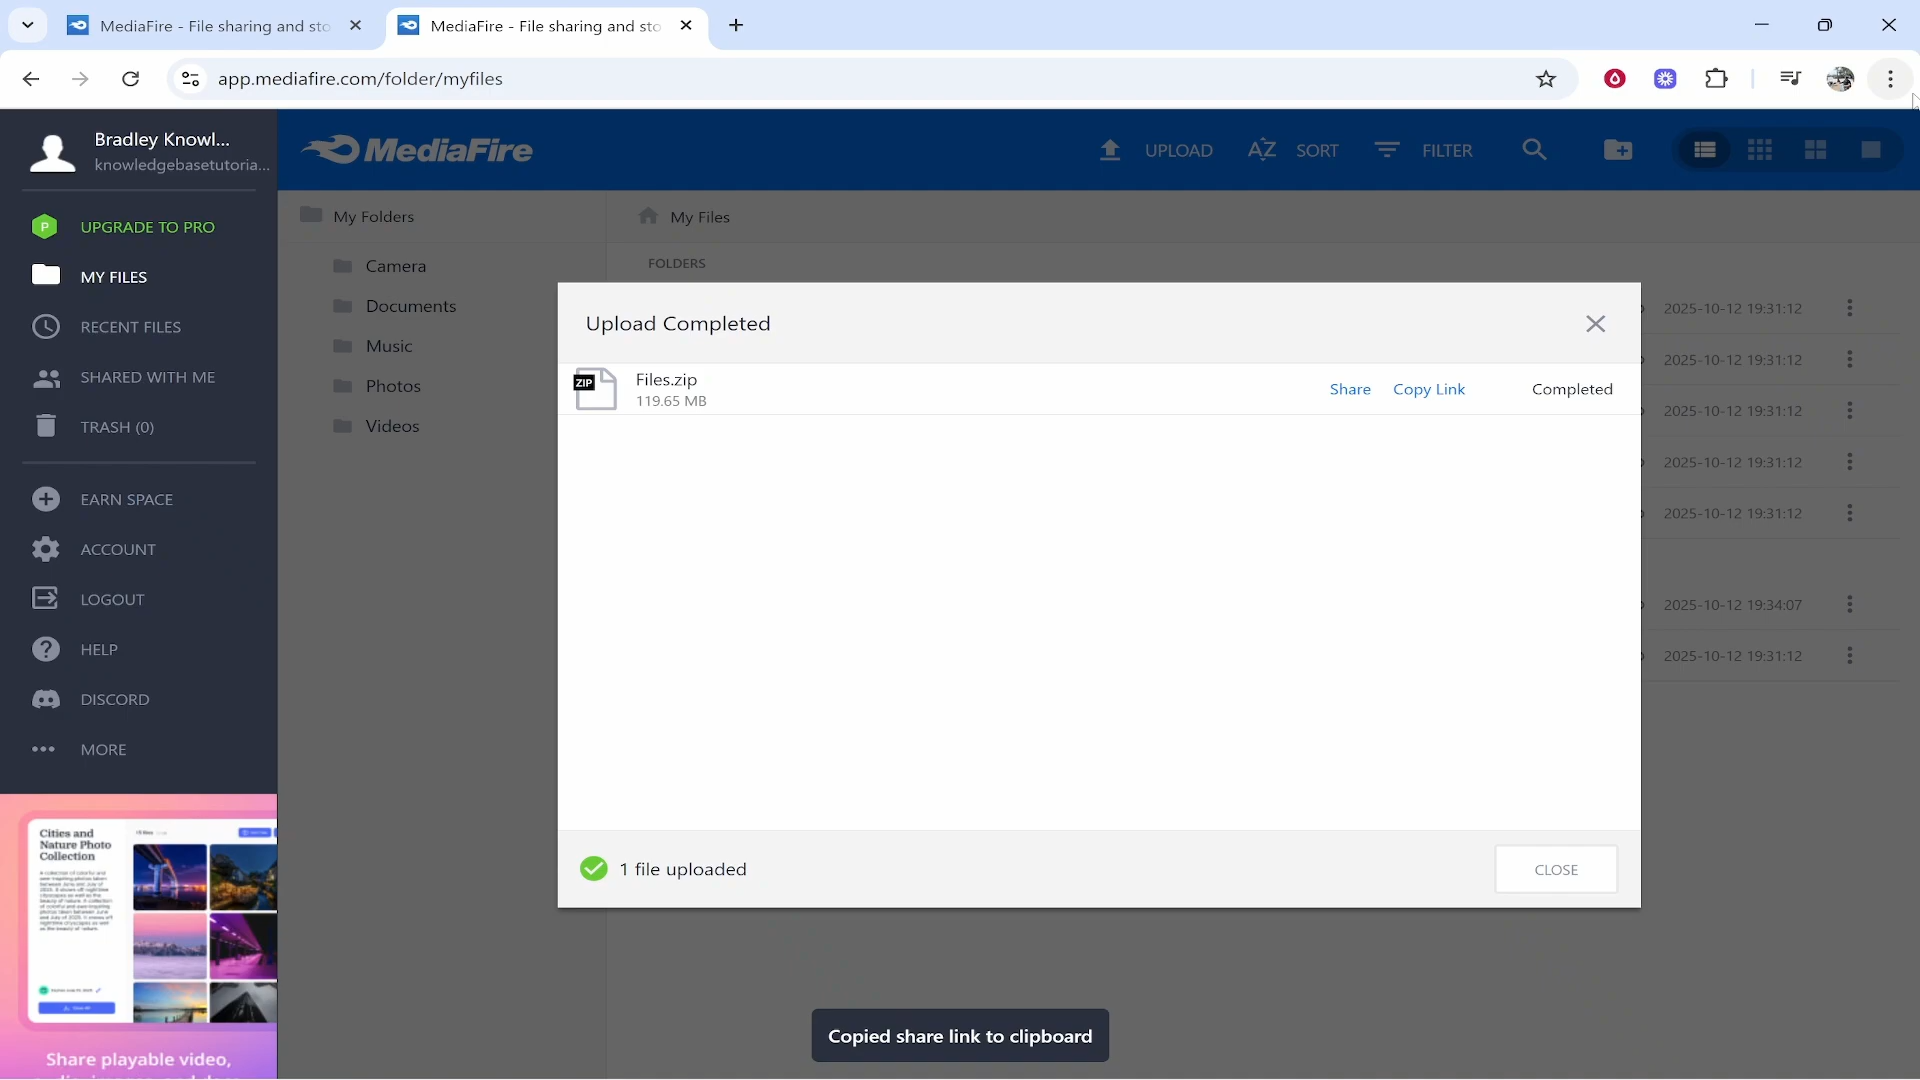 MediaFire - File sharing and sto
MediaFire - File sharing and sto
app.mediafire.com/folder/myfiles
Bradley Knowl...
knowledgebasetutoria...
UPGRADE TO PRO
MY FILES
RECENT FILES
SHARED WITH ME
TRASH (0)
EARN SPACE
ACCOUNT
LOGOUT
HELP
DISCORD
MORE
Cities and
Nature Photo
Collection
Share playable video,
MediaFire
UPLOAD
AZ
SORT
FILTER
My Folders
Camera
Documents
Music
Photos
Videos
My Files
FOLDERS
2025-10-12 19:31:12
2025-10-12 19:31:12
2025-10-12 19:31:12
2025-10-12 19:31:12
2025-10-12 19:31:12
2025-10-12 19:34:07
2025-10-12 19:31:12
Upload Completed
ZIP
Files.zip
119.65 MB
Share
Copy Link
Completed
1 file uploaded
CLOSE
Copied share link to clipboard